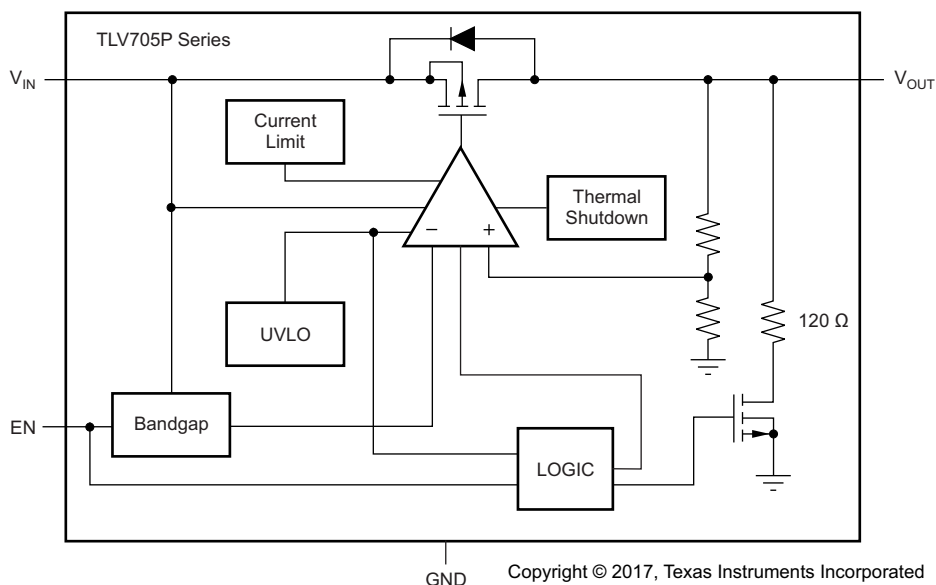 TLV705P Series
VIN
VOUT
Current
Limit
Thermal
Shutdown
− +
UVLO
120 Ω
EN
Bandgap
LOGIC
GND
Copyright © 2017, Texas Instruments Incorporated